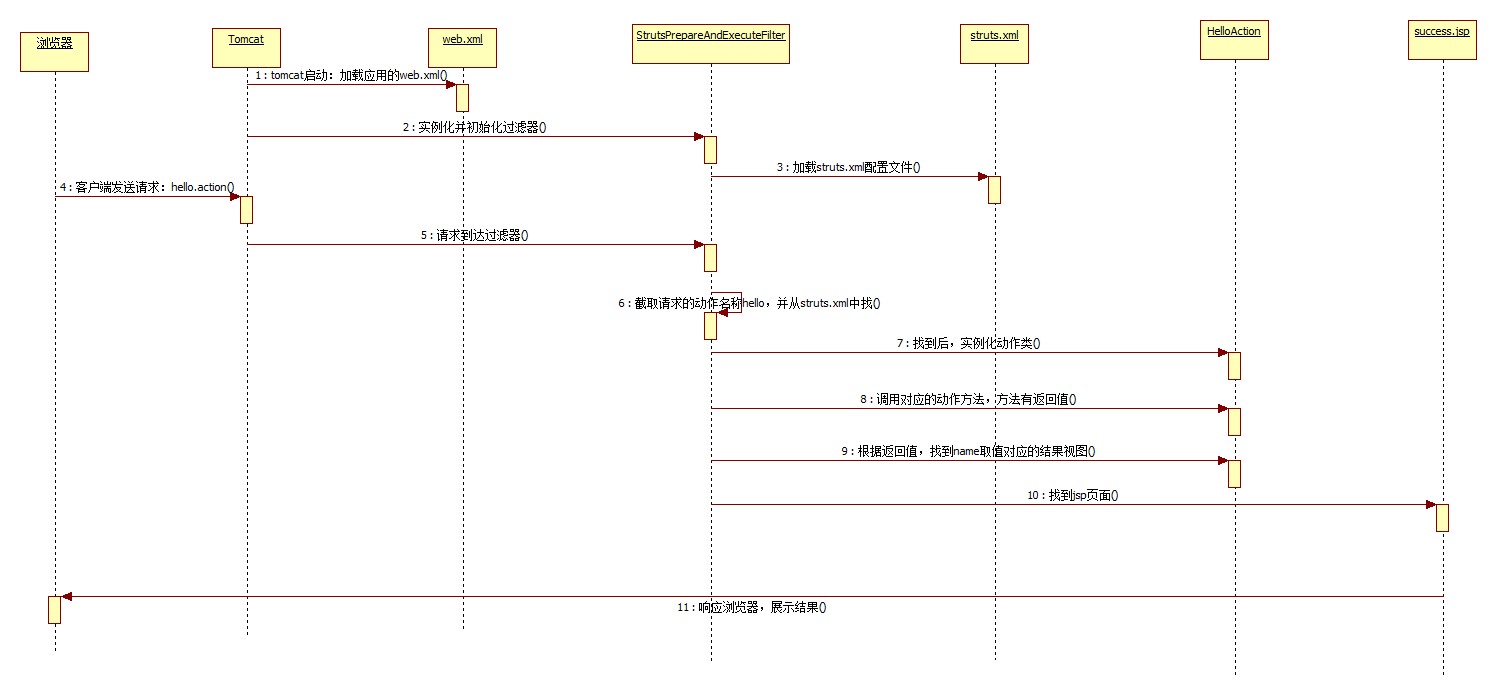 浏览器
Tomcat
web.xml
StrutsPrepareAndExecuteFilter
struts.xml
HelloAction
success.jsp
1 : tomcat启动：加载应用的web.xml()
2 : 实例化并初始化过滤器()
3 : 加载struts.xml配置文件()
4 : 客户端发送请求：hello.action()
5 : 请求到达过滤器()
6 : 截取请求的动作名称hello，并从struts.xml中找()
7 : 找到后，实例化动作类()
8 : 调用对应的动作方法，方法有返回值()
9 : 根据返回值，找到name取值对应的结果视图()
10 : 找到jsp页面()
11 : 响应浏览器，展示结果()